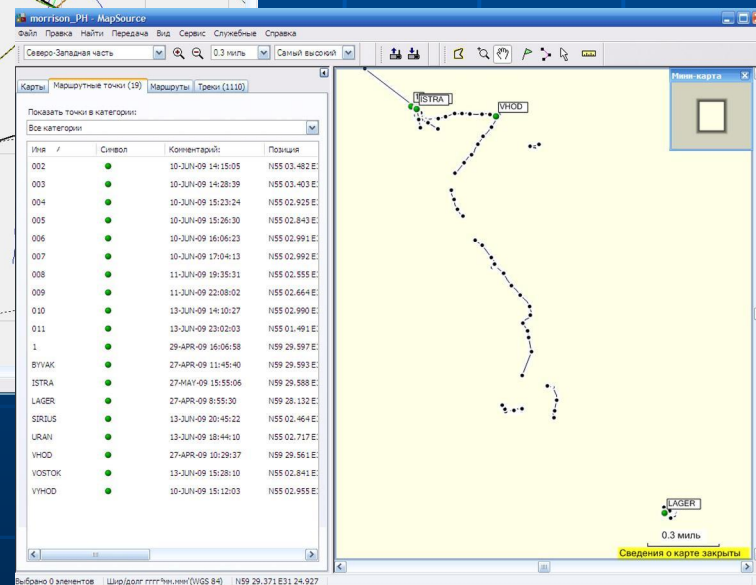 morrison_PH - MapSource
Файл Правка Найти Передача Вид Сервис Служебные Справка
Северо-Западная часть 0.3 миль Самый высокий
Карты Маршрутные точки (19) Маршруты Треки (1110)
Показать точки в категории:
Все категории
Имя / Символ Комментарий: Позиция
002 10-JUN-09 14:15:05 N55 03.482 E
003 10-JUN-09 14:28:39 N55 03.403 E
004 10-JUN-09 15:23:24 N55 02.925 E
005 10-JUN-09 15:26:30 N55 02.843 E
006 10-JUN-09 16:06:23 N55 02.991 E
007 10-JUN-09 17:04:13 N55 02.992 E
008 11-JUN-09 19:35:31 N55 02.555 E
009 11-JUN-09 22:08:02 N55 02.664 E
010 13-JUN-09 14:10:27 N55 02.990 E
011 13-JUN-09 23:02:03 N55 01.491 E
1 29-APR-09 16:06:58 N59 29.597 E
BYVAK 27-APR-09 11:45:40 N59 29.593 E
ISTRA 27-MAY-09 15:55:06 N59 29.588 E
LAGER 27-APR-09 8:55:30 N59 28.132 E
SIRIUS 13-JUN-09 20:45:22 N55 02.464 E
URAN 13-JUN-09 18:44:10 N55 02.717 E
VHOD 27-APR-09 10:29:37 N59 29.561 E
VOSTOK 13-JUN-09 15:28:10 N55 02.841 E
VYHOD 10-JUN-09 15:12:03 N55 02.955 E
Мини-карта
ISTRA
VHOD
LAGER
0.3 миль
Сведения о карте закрыты
Выбрано 0 элементов Шир/долг гггг°мм.ммм'(WGS 84) N59 29.371 E31 24.927